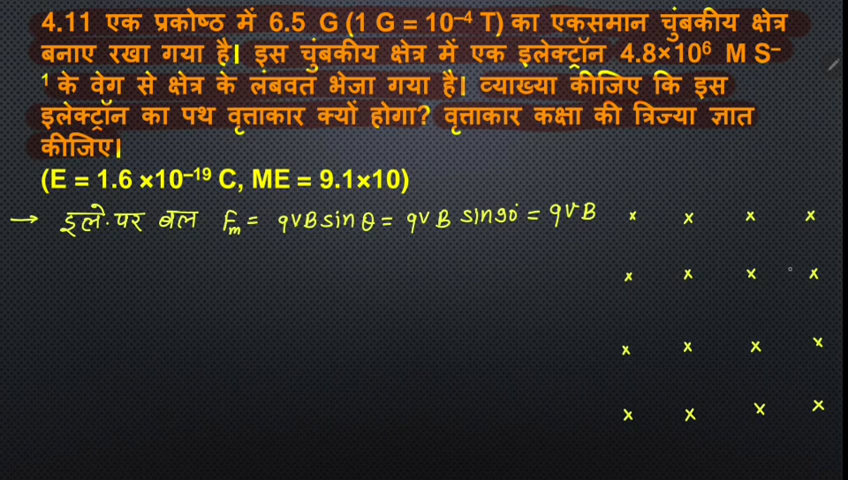 4.11 एक प्रकोष्ठ में 6.5 G (1 G = 10⁻⁴ T) का एकसमान चुंबकीय क्षेत्र
बनाए रखा गया है। इस चुंबकीय क्षेत्र में एक इलेक्ट्रॉन 4.8×10⁶ M S⁻
¹ के वेग से क्षेत्र के लंबवत भेजा गया है। व्याख्या कीजिए कि इस
इलेक्ट्रॉन का पथ वृत्ताकार क्यों होगा? वृत्ताकार कक्षा की त्रिज्या ज्ञात
कीजिए।
(E = 1.6 ×10⁻¹⁹ C, ME = 9.1×10)
→ इले. पर बल Fₘ = qvB sin θ = qvB sin90° = qvB × × × ×
× × × ×
× × × ×
× × × ×